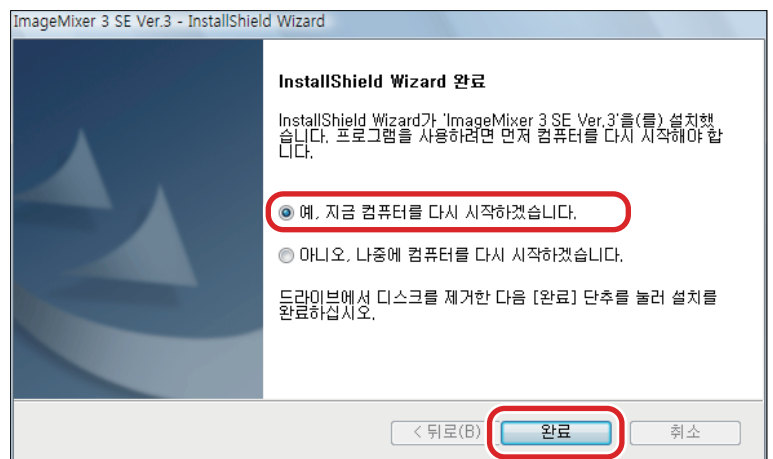 ImageMixer 3 SE Ver.3 - InstallShield Wizard
InstallShield Wizard 완료
InstallShield Wizard가 'ImageMixer 3 SE Ver.3'을(를) 설치했
습니다. 프로그램을 사용하려면 먼저 컴퓨터를 다시 시작해야 합
니다.
예, 지금 컴퓨터를 다시 시작하겠습니다.
아니오, 나중에 컴퓨터를 다시 시작하겠습니다.
드라이브에서 디스크를 제거한 다음 [완료] 단추를 눌러 설치를
완료하십시오.
< 뒤로(B) 완료 취소